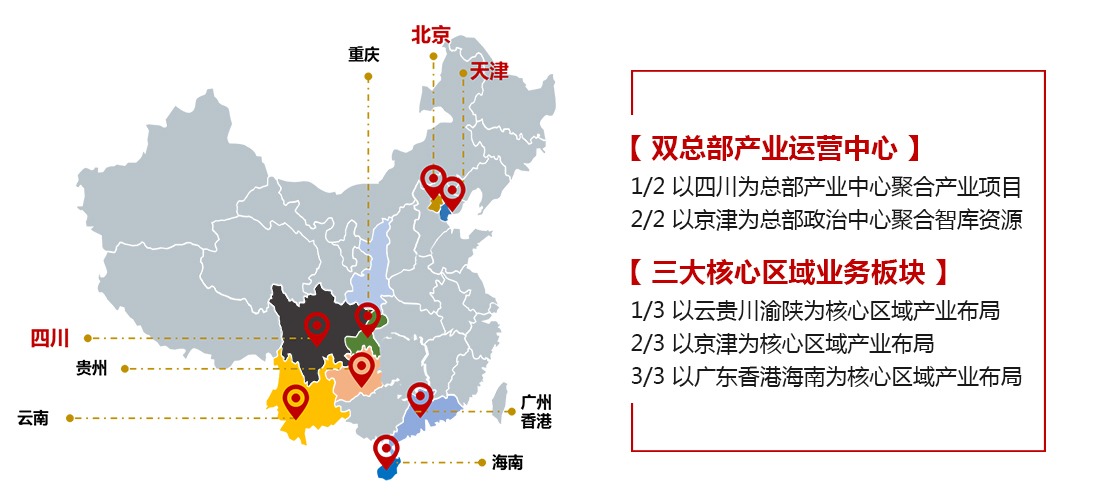 北京
重庆
天津
四川
贵州
云南
广州
香港
海南
【 双总部产业运营中心 】
1/2 以四川为总部产业中心聚合产业项目
2/2 以京津为总部政治中心聚合智库资源
【 三大核心区域业务板块 】
1/3 以云贵川渝陕为核心区域产业布局
2/3 以京津为核心区域产业布局
3/3 以广东香港海南为核心区域产业布局